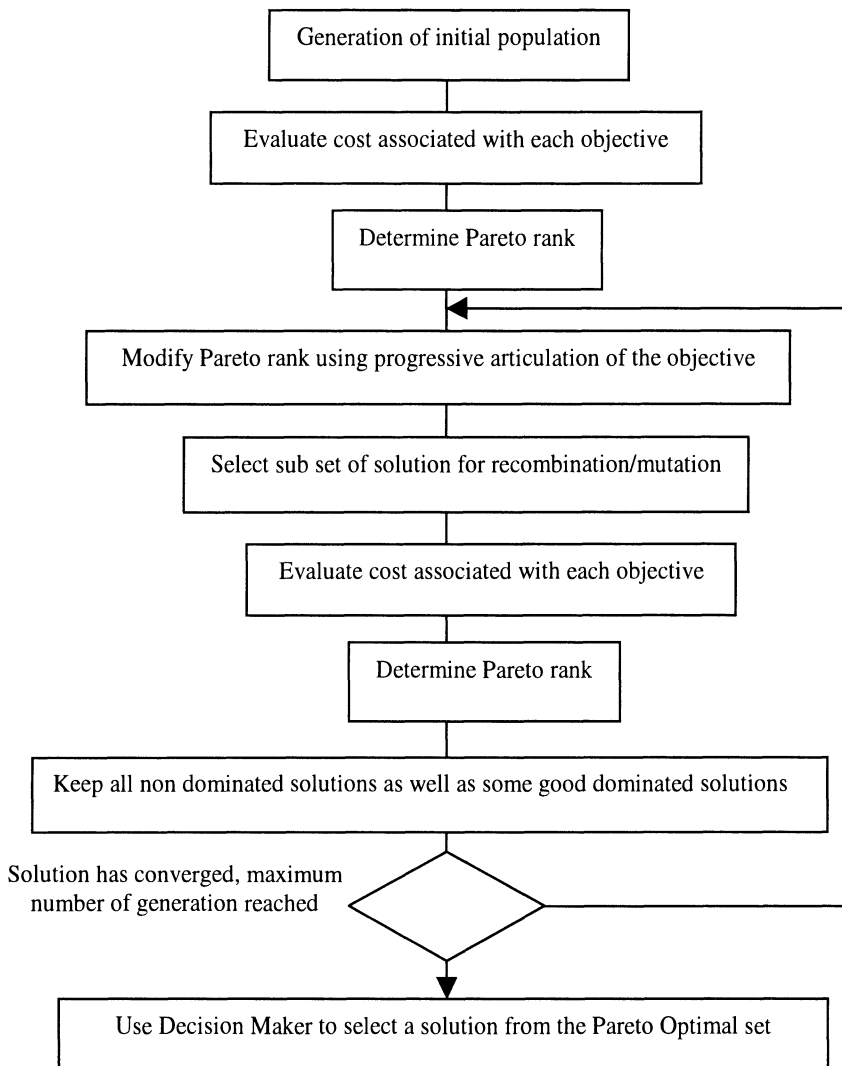 Generation of initial population
Evaluate cost associated with each objective
Determine Pareto rank
Modify Pareto rank using progressive articulation of the objective
Select sub set of solution for recombination/mutation
Evaluate cost associated with each objective
Determine Pareto rank
Keep all non dominated solutions as well as some good dominated solutions
Solution has converged, maximum
number of generation reached
Use Decision Maker to select a solution from the Pareto Optimal set